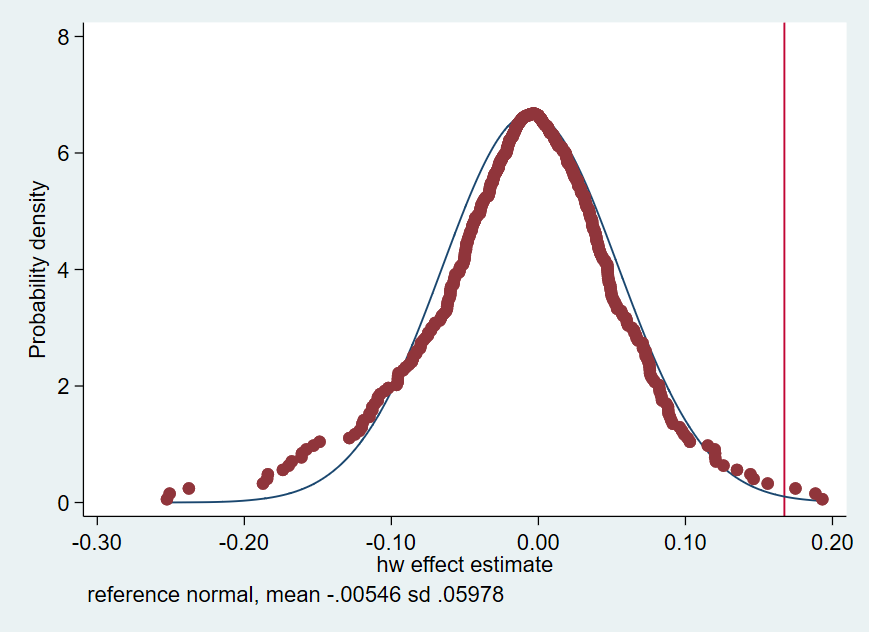 8
6
4
2
0
Probability density
-0.30 -0.20 -0.10 0.00 0.10 0.20
hw effect estimate
reference normal, mean -.00546 sd .05978